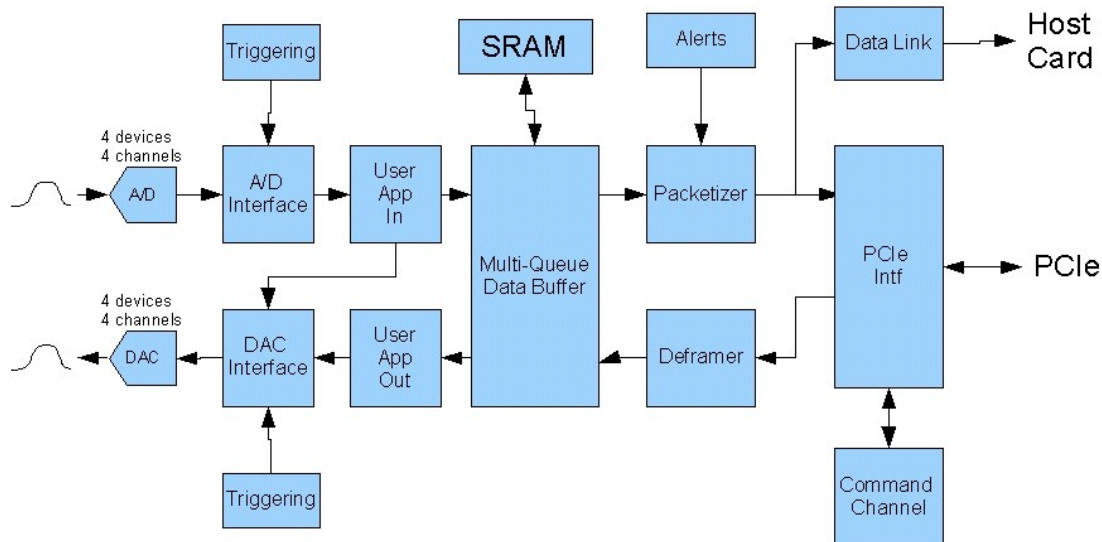 Triggering
SRAM
Alerts
Data Link
Host
Card
4 devices
4 channels
A/D
A/D
Interface
User
App
In
Multi-Queue
Data Buffer
Packetizer
PCIe
Intf
PCIe
4 devices
4 channels
DAC
DAC
Interface
User
App
Out
Deframer
Triggering
Command
Channel